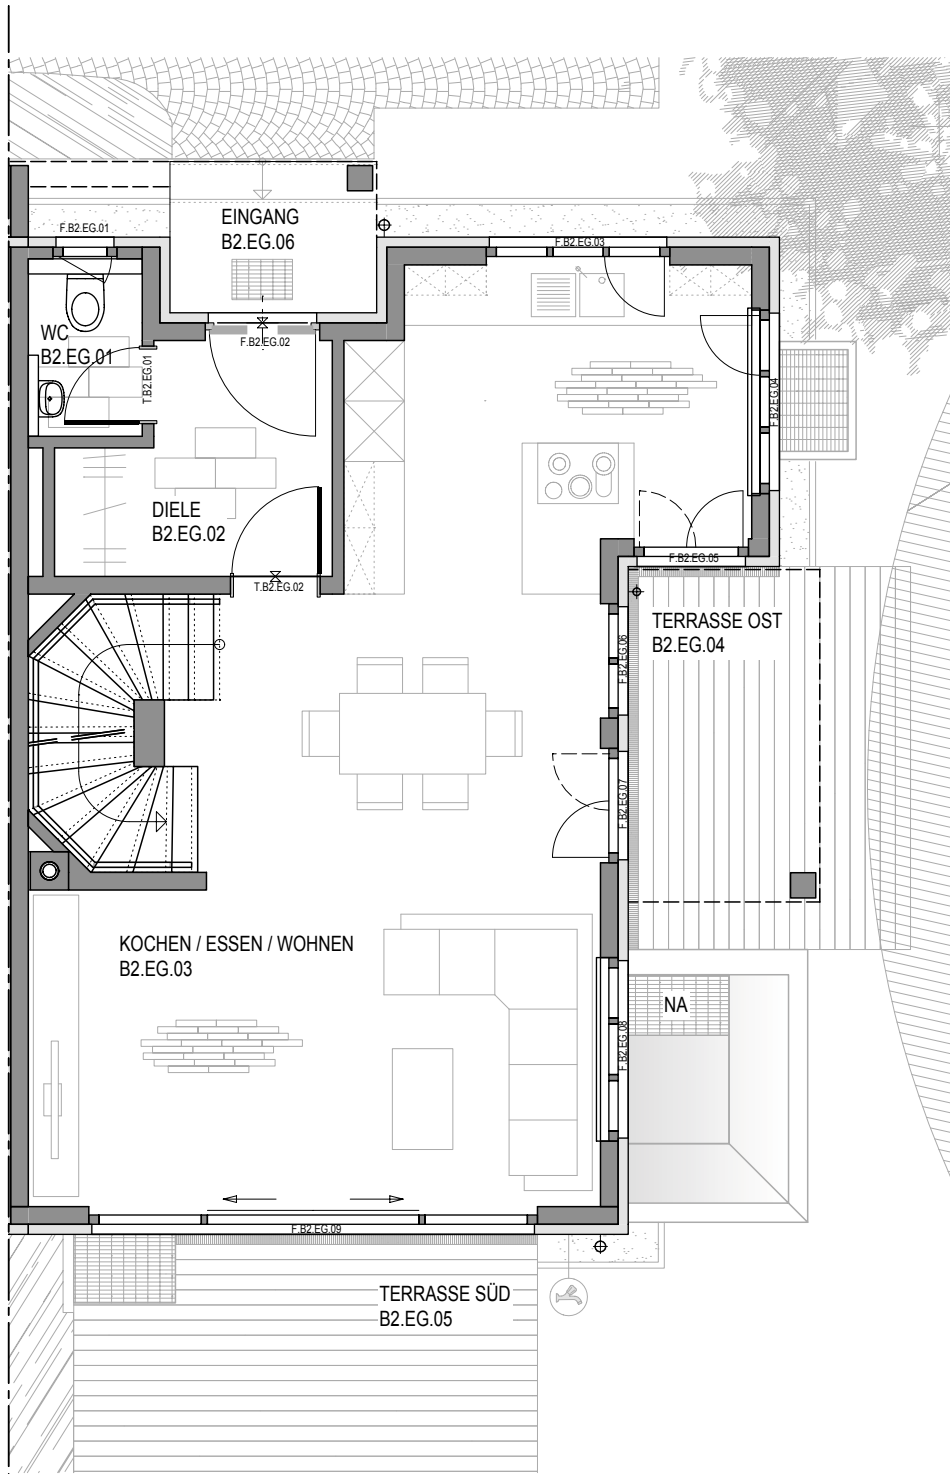 F.B2.EG.01
EINGANG
B2.EG.06
F.B2.EG.03
WC
B2.EG.01
T.B2.EG.01
F.B2.EG.02
F.B2.EG.04
DIELE
B2.EG.02
T.B2.EG.02
F.B2.EG.05
TERRASSE OST
B2.EG.04
F.B2.EG.06
F.B2.EG.07
KOCHEN / ESSEN / WOHNEN
B2.EG.03
NA
F.B2.EG.08
F.B2.EG.09
TERRASSE SÜD
B2.EG.05